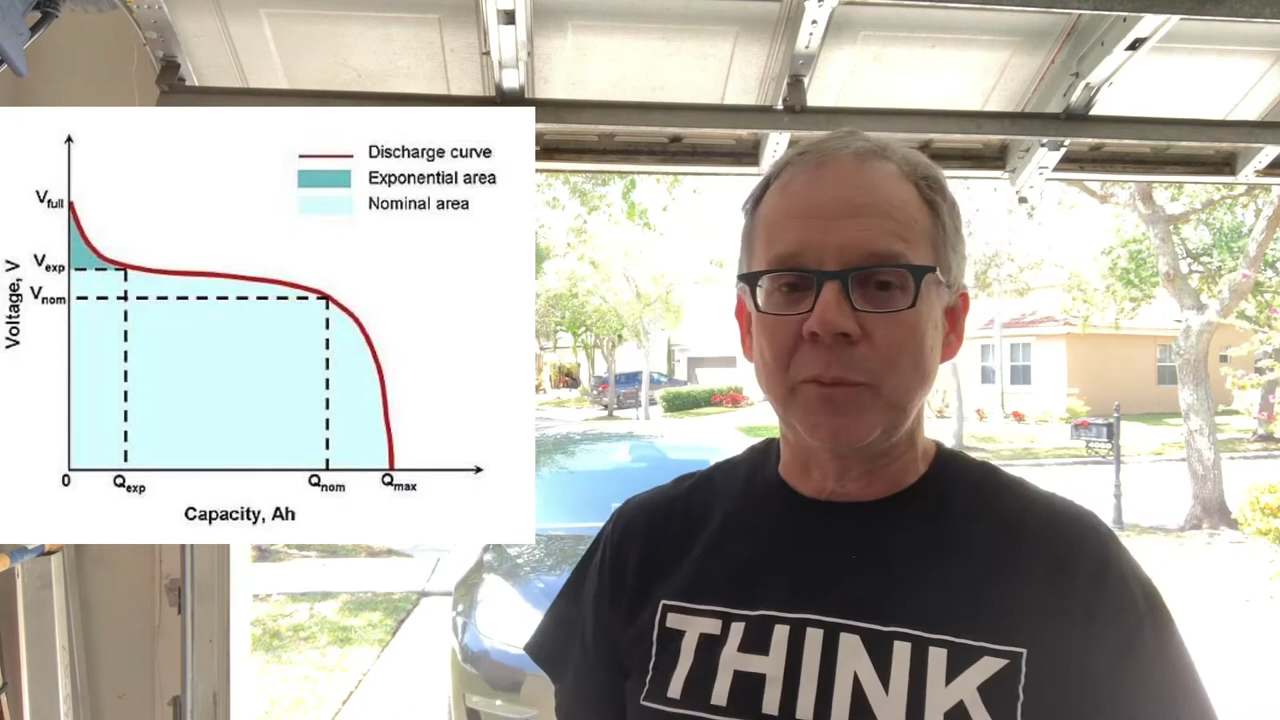 Discharge curve
Exponential area
Nominal area
Vfull
Vexp
Vnom
Voltage, V
0
Qexp
Qnom
Qmax
Capacity, Ah
THINK